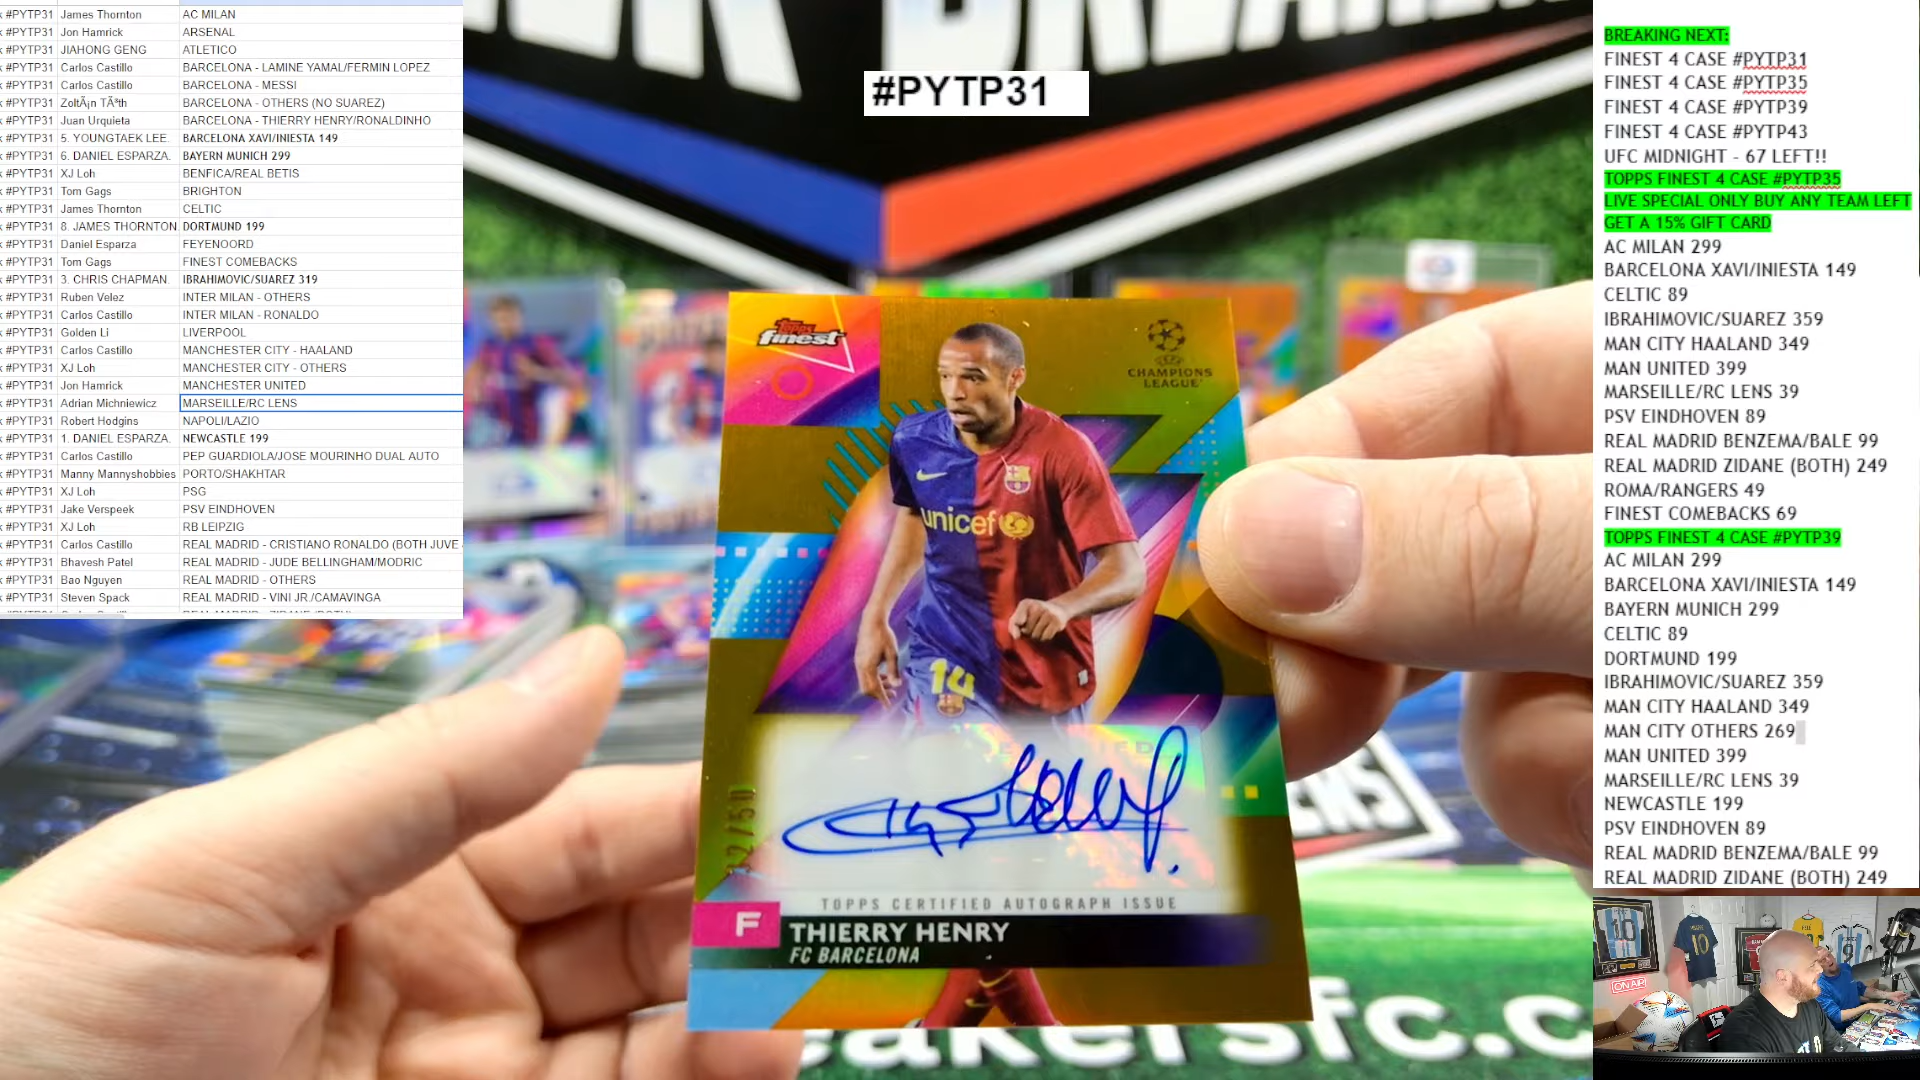 #PYTP31 James Thornton AC MILAN
#PYTP31 Jon Hamrick ARSENAL
#PYTP31 JIAHONG GENG ATLETICO
#PYTP31 Carlos Castillo BARCELONA - LAMINE YAMAL/FERMIN LOPEZ
#PYTP31 Carlos Castillo BARCELONA - MESSI
#PYTP31 ZoltÃ¡n TÃ³th BARCELONA - OTHERS (NO SUAREZ)
#PYTP31 Juan Urquieta BARCELONA - THIERRY HENRY/RONALDINHO
#PYTP31 5. YOUNGTAEK LEE. BARCELONA XAVI/INIESTA 149
#PYTP31 6. DANIEL ESPARZA. BAYERN MUNICH 299
#PYTP31 XJ Loh BENFICA/REAL BETIS
#PYTP31 Tom Gags BRIGHTON
#PYTP31 James Thornton CELTIC
#PYTP31 8. JAMES THORNTON. DORTMUND 199
#PYTP31 Daniel Esparza FEYENOORD
#PYTP31 Tom Gags FINEST COMEBACKS
#PYTP31 3. CHRIS CHAPMAN. IBRAHIMOVIC/SUAREZ 319
#PYTP31 Ruben Velez INTER MILAN - OTHERS
#PYTP31 Carlos Castillo INTER MILAN - RONALDO
#PYTP31 Golden Li LIVERPOOL
#PYTP31 Carlos Castillo MANCHESTER CITY - HAALAND
#PYTP31 XJ Loh MANCHESTER CITY - OTHERS
#PYTP31 Jon Hamrick MANCHESTER UNITED
#PYTP31 Adrian Michniewicz MARSEILLE/RC LENS
#PYTP31 Robert Hodgins NAPOLI/LAZIO
#PYTP31 1. DANIEL ESPARZA. NEWCASTLE 199
#PYTP31 Carlos Castillo PEP GUARDIOLA/JOSE MOURINHO DUAL AUTO
#PYTP31 Manny Mannyshobbies PORTO/SHAKHTAR
#PYTP31 XJ Loh PSG
#PYTP31 Jake Verspeek PSV EINDHOVEN
#PYTP31 XJ Loh RB LEIPZIG
#PYTP31 Carlos Castillo REAL MADRID - CRISTIANO RONALDO (BOTH JUVE
#PYTP31 Bhavesh Patel REAL MADRID - JUDE BELLINGHAM/MODRIC
#PYTP31 Bao Nguyen REAL MADRID - OTHERS
#PYTP31 Steven Spack REAL MADRID - VINI JR./CAMAVINGA
#PYTP31
Topps
finest
UEFA
CHAMPIONS
LEAGUE
unicef
14
32/50
TOPPS CERTIFIED AUTOGRAPH ISSUE
F THIERRY HENRY
FC BARCELONA
eakersfc.c
BREAKING NEXT:
FINEST 4 CASE #PYTP31
FINEST 4 CASE #PYTP35
FINEST 4 CASE #PYTP39
FINEST 4 CASE #PYTP43
UFC MIDNIGHT - 67 LEFT!!
TOPPS FINEST 4 CASE #PYTP35
LIVE SPECIAL ONLY BUY ANY TEAM LEFT
GET A 15% GIFT CARD
AC MILAN 299
BARCELONA XAVI/INIESTA 149
CELTIC 89
IBRAHIMOVIC/SUAREZ 359
MAN CITY HAALAND 349
MAN UNITED 399
MARSEILLE/RC LENS 39
PSV EINDHOVEN 89
REAL MADRID BENZEMA/BALE 99
REAL MADRID ZIDANE (BOTH) 249
ROMA/RANGERS 49
FINEST COMEBACKS 69
TOPPS FINEST 4 CASE #PYTP39
AC MILAN 299
BARCELONA XAVI/INIESTA 149
BAYERN MUNICH 299
CELTIC 89
DORTMUND 199
IBRAHIMOVIC/SUAREZ 359
MAN CITY HAALAND 349
MAN CITY OTHERS 269
MAN UNITED 399
MARSEILLE/RC LENS 39
NEWCASTLE 199
PSV EINDHOVEN 89
REAL MADRID BENZEMA/BALE 99
REAL MADRID ZIDANE (BOTH) 249
ON AIR
10